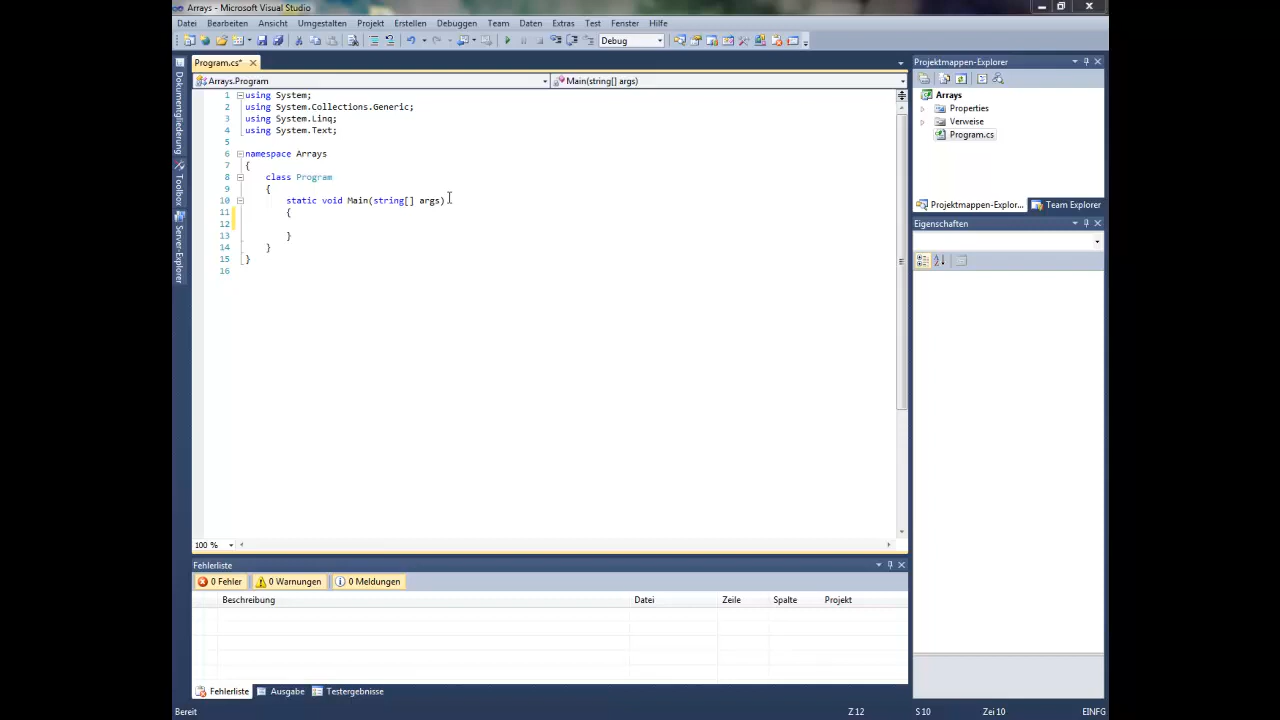 Arrays - Microsoft Visual Studio
Datei Bearbeiten Ansicht Umgestalten Projekt Erstellen Debuggen Team Daten Extras Test Fenster Hilfe
Debug
Program.cs*
Arrays.Program
Main(string[] args)
1 using System;
2 using System.Collections.Generic;
3 using System.Linq;
4 using System.Text;
5
6 namespace Arrays
7 {
8 class Program
9 {
10 static void Main(string[] args)
11 {
12
13 }
14 }
15 }
16
100 %
Dokumentgliederung
Toolbox
Server-Explorer
Projektmappen-Explorer
Arrays
Properties
Verweise
Program.cs
Projektmappen-Explor...
Team Explorer
Eigenschaften
Fehlerliste
0 Fehler
0 Warnungen
0 Meldungen
Beschreibung Datei Zeile Spalte Projekt
Fehlerliste
Ausgabe
Testergebnisse
Bereit Z 12 S 10 Zei 10 EINFG